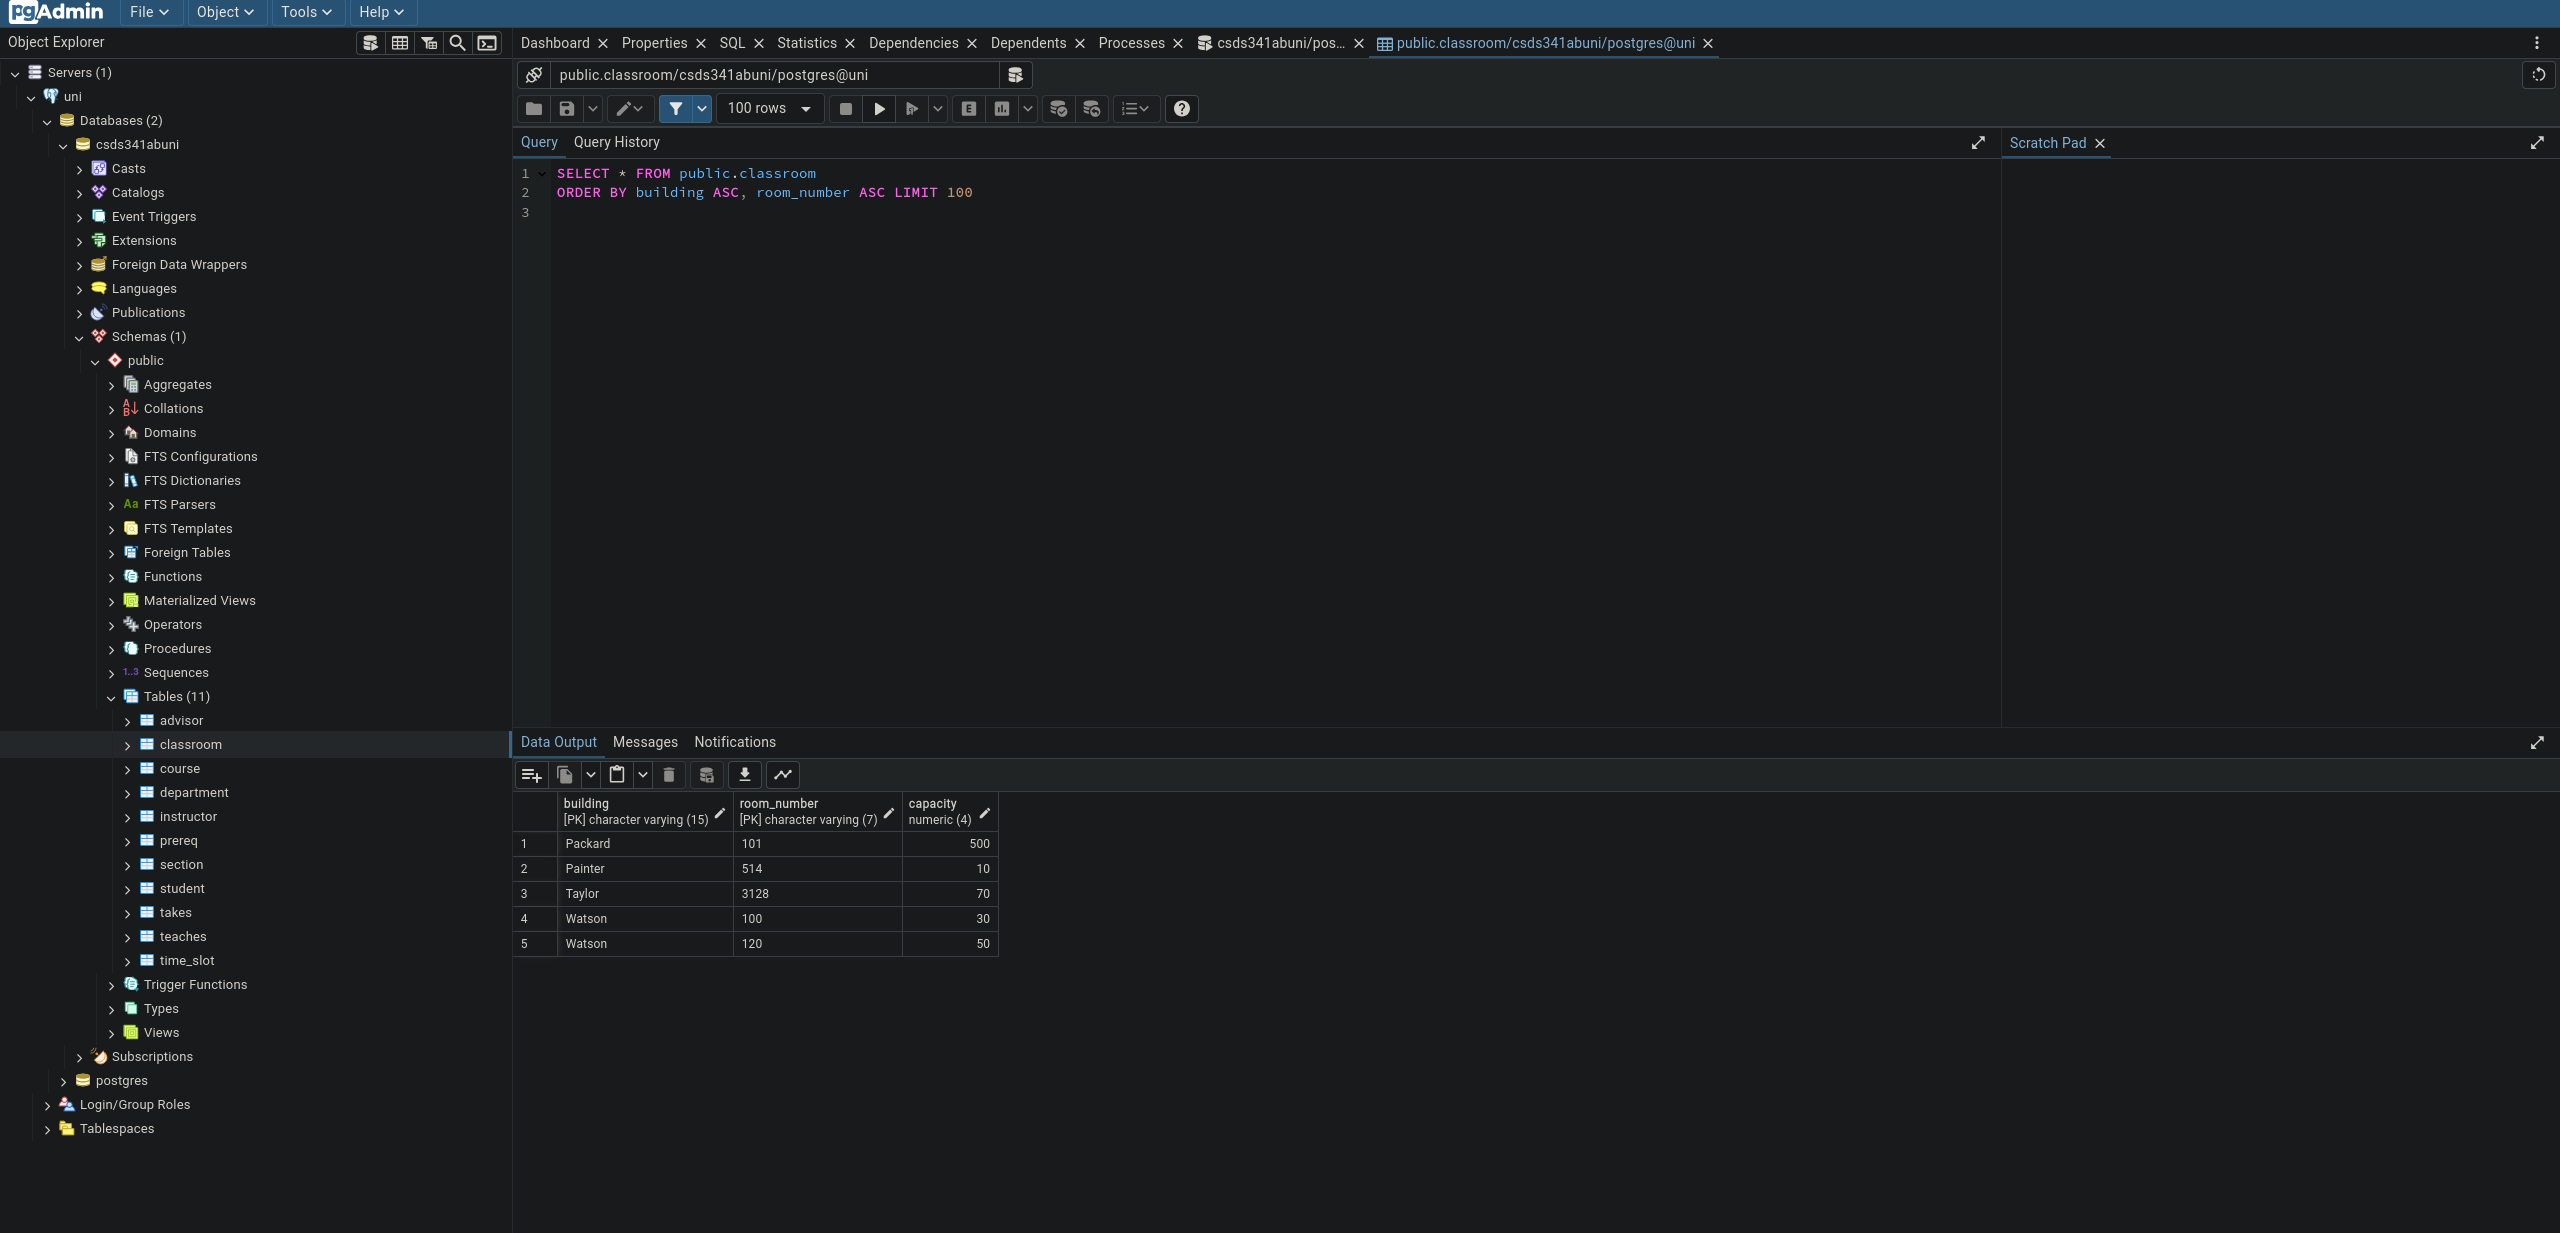 pgAdmin File Object Tools Help
Object Explorer
Servers (1)
uni
Databases (2)
csds341abuni
Casts
Catalogs
Event Triggers
Extensions
Foreign Data Wrappers
Languages
Publications
Schemas (1)
public
Aggregates
Collations
Domains
FTS Configurations
FTS Dictionaries
Aa FTS Parsers
FTS Templates
Foreign Tables
Functions
Materialized Views
Operators
Procedures
1..3 Sequences
Tables (11)
advisor
classroom
course
department
instructor
prereq
section
student
takes
teaches
time_slot
Trigger Functions
Types
Views
Subscriptions
postgres
Login/Group Roles
Tablespaces
Dashboard Properties SQL Statistics Dependencies Dependents Processes csds341abuni/pos... public.classroom/csds341abuni/postgres@uni
public.classroom/csds341abuni/postgres@uni
100 rows E
Query Query History
1 SELECT * FROM public.classroom
2 ORDER BY building ASC, room_number ASC LIMIT 100
3
Scratch Pad
Data Output Messages Notifications
building room_number capacity
[PK] character varying (15) [PK] character varying (7) numeric (4)
1 Packard 101 500
2 Painter 514 10
3 Taylor 3128 70
4 Watson 100 30
5 Watson 120 50